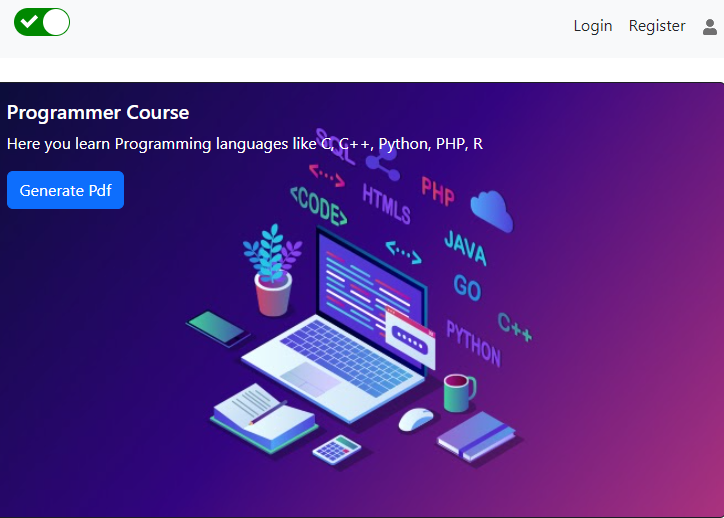 Login Register
Programmer Course
Here you learn Programming languages like C, C++, Python, PHP, R
Generate Pdf
SQL
<···>
PHP
<CODE>
HTMLS
<···>
JAVA
GO
C++
PYTHON